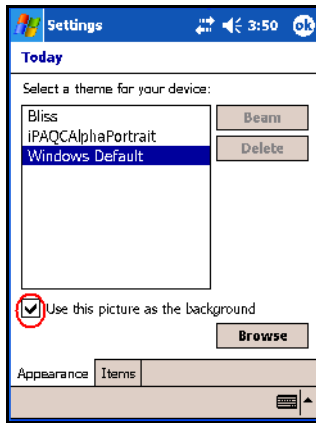 Settings 3:50 ok
Today
Select a theme for your device:
Bliss
iPAQCAlphaPortrait
Windows Default
Beam
Delete
Use this picture as the background
Browse
Appearance Items